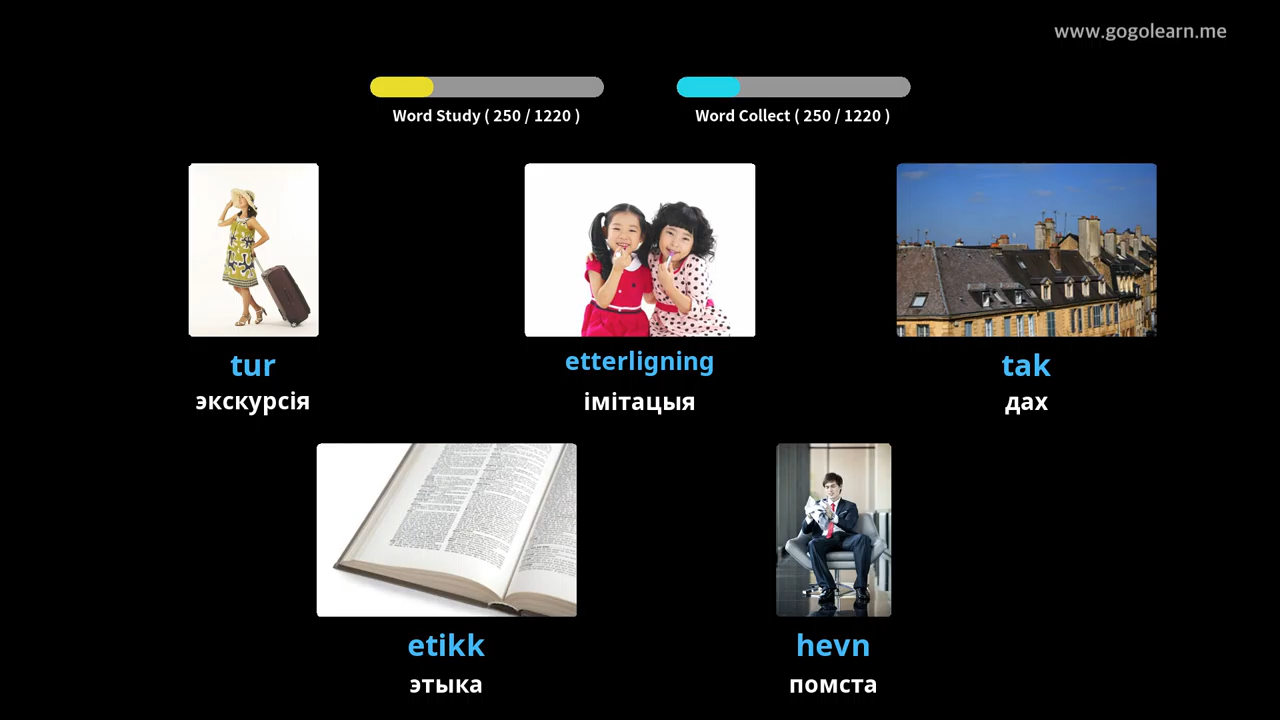 www.gogolearn.me
Word Study ( 250 / 1220 )
Word Collect ( 250 / 1220 )
tur
экскурсія
etterligning
імітацыя
tak
дах
etikk
этыка
hevn
помста